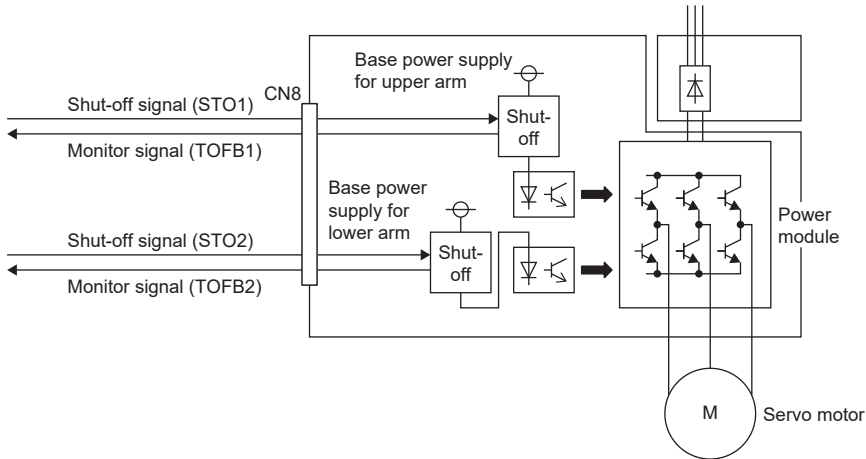 Base power supply
for upper arm
CN8
Shut-off signal (STO1)
Shut-
off
Monitor signal (TOFB1)
Base power
supply for
lower arm
Power
module
Shut-off signal (STO2)
Shut-
off
Monitor signal (TOFB2)
M
Servo motor